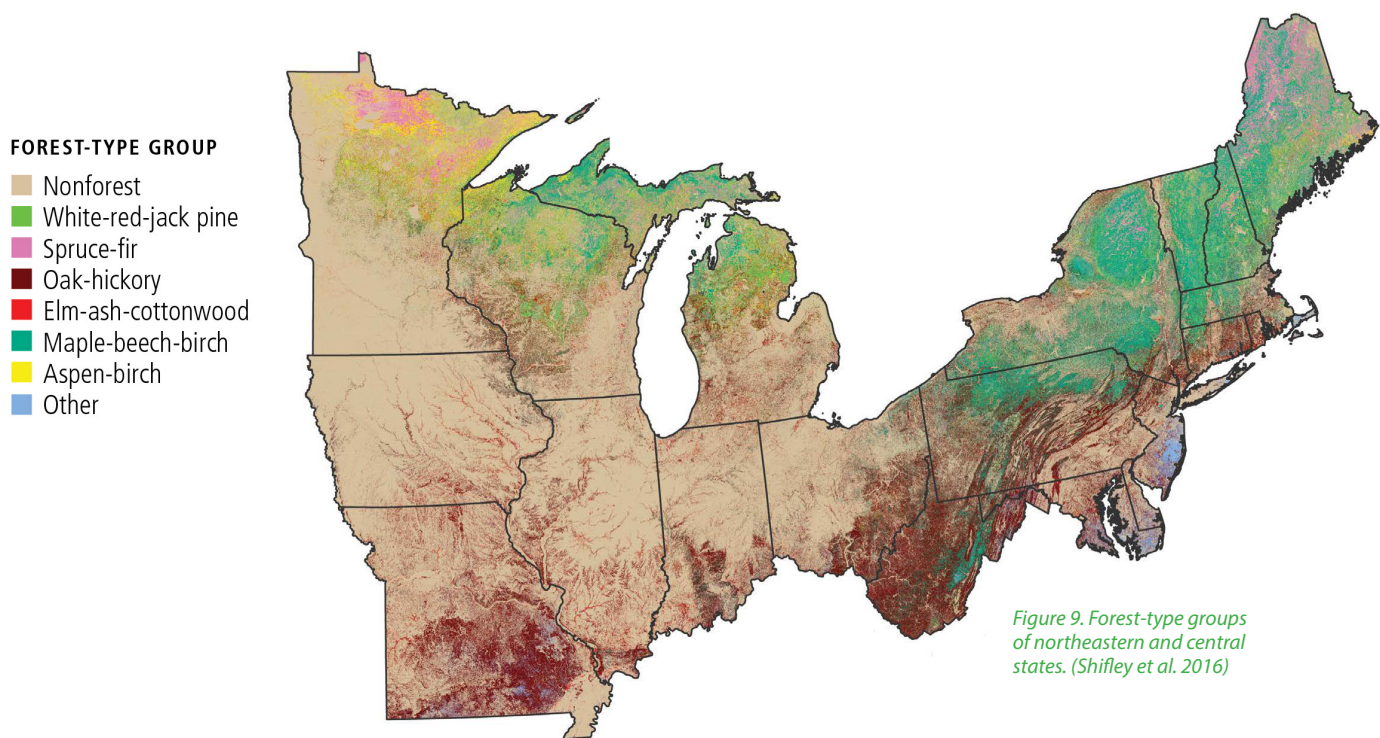 FOREST-TYPE GROUP
Nonforest
White-red-jack pine
Spruce-fir
Oak-hickory
Elm-ash-cottonwood
Maple-beech-birch
Aspen-birch
Other
Figure 9. Forest-type groups
of northeastern and central
states. (Shifley et al. 2016)